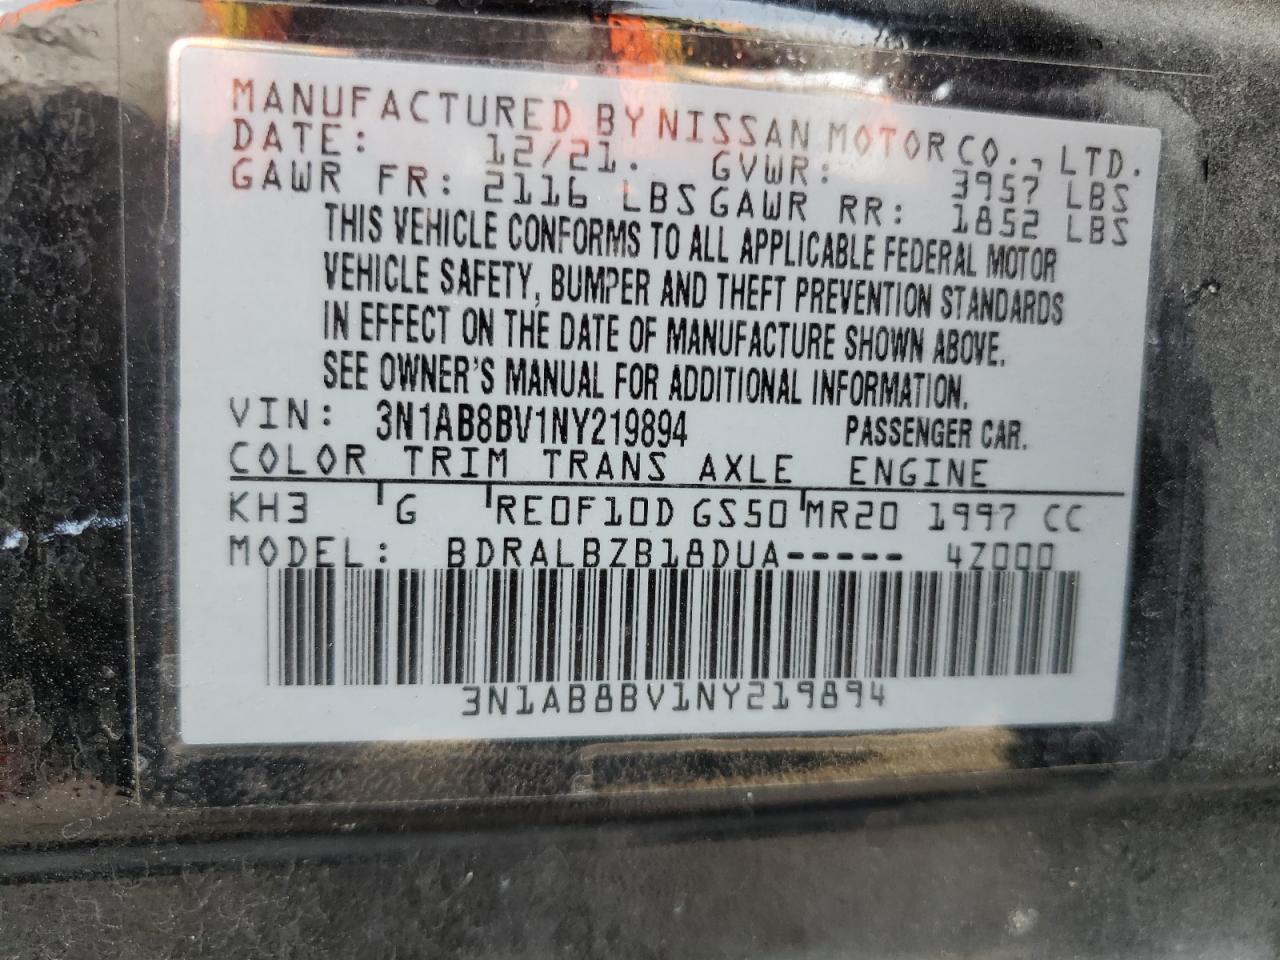 MANUFACTURED BY NISSAN MOTOR CO., LTD.
DATE: 12/21. GVWR: 3957 LBS
GAWR FR: 2116 LBS GAWR RR: 1852 LBS
THIS VEHICLE CONFORMS TO ALL APPLICABLE FEDERAL MOTOR
VEHICLE SAFETY, BUMPER AND THEFT PREVENTION STANDARDS
IN EFFECT ON THE DATE OF MANUFACTURE SHOWN ABOVE.
SEE OWNER'S MANUAL FOR ADDITIONAL INFORMATION.
VIN: 3N1AB8BV1NY219894 PASSENGER CAR.
COLOR TRIM TRANS AXLE ENGINE
KH3 G RE0F10D GS50 MR20 1997 CC
MODEL: BDRALBZB18DUA----- 4Z000
3N1AB8BV1NY219894